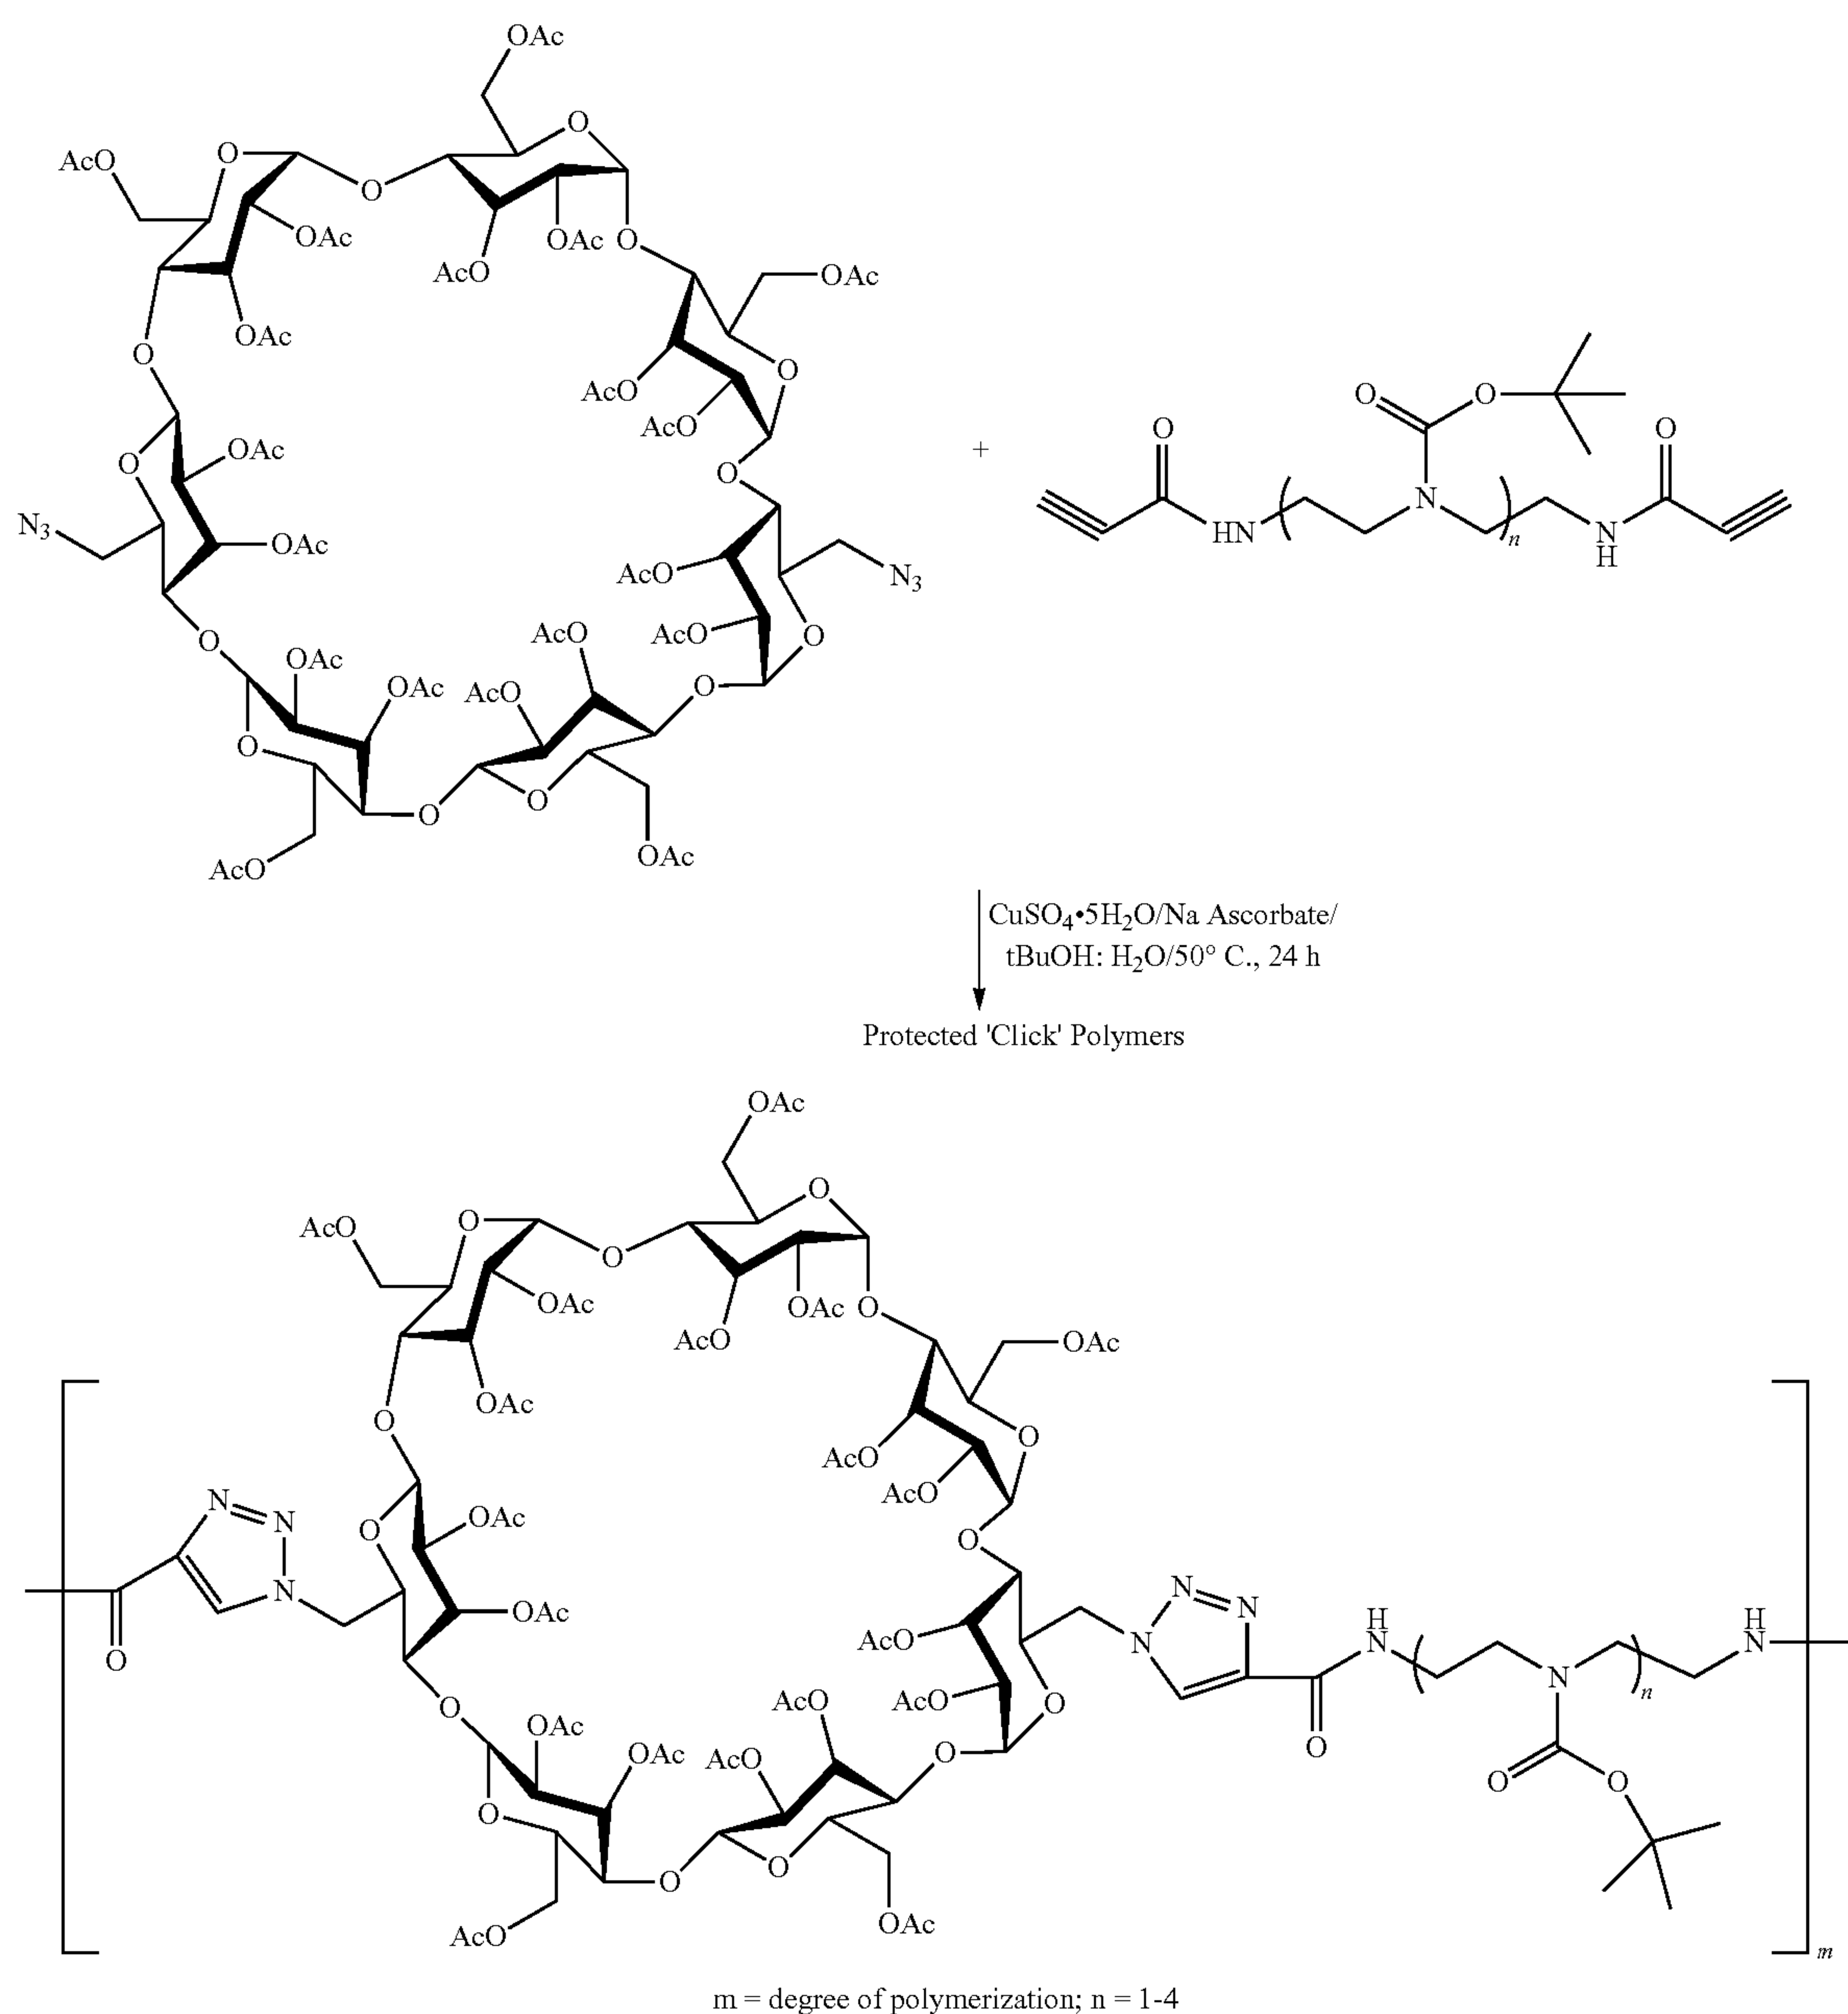 OAc
O
AcO O
O
OAc
OAc AcO O
AcO OAc
OAc
O
O
AcO
AcO
O OAc
O
N3 OAc
AcO N3
O
AcO AcO O
OAc
OAc AcO O
O
O
O
AcO OAc
+
O O O O
HN ( N )n N
H
CuSO4•5H2O/Na Ascorbate/
tBuOH: H2O/50° C., 24 h
Protected 'Click' Polymers
OAc
O
AcO O
O
OAc OAc O
AcO OAc
OAc
O
O
AcO
AcO
N N O OAc
O
N OAc
O
AcO N N N H H
N ( N )n N
AcO O O
O AcO
OAc
OAc AcO O
O O
O
O
O
AcO OAc
m
m = degree of polymerization; n = 1-4